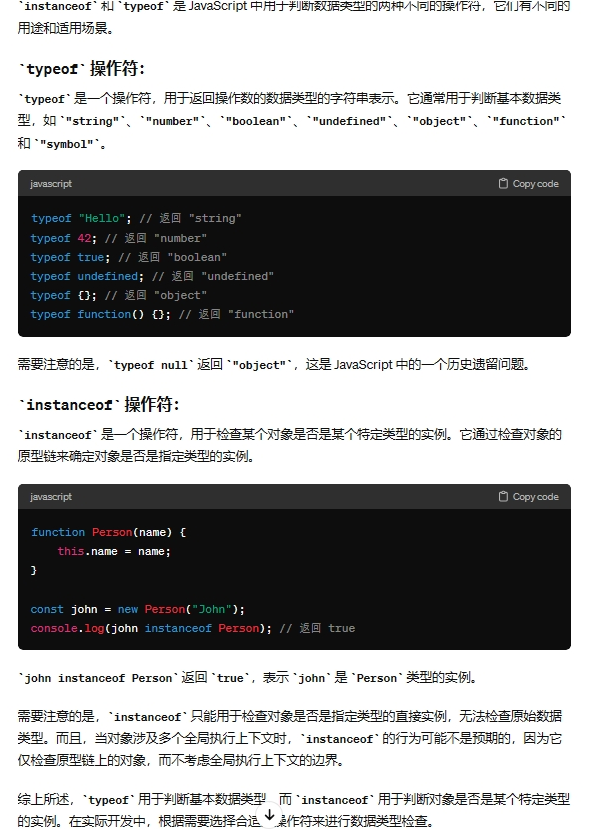 `instanceof` 和 `typeof` 是 JavaScript 中用于判断数据类型的两种不同的操作符，它们有不同的
用途和适用场景。
`typeof` 操作符：
`typeof` 是一个操作符，用于返回操作数的数据类型的字符串表示。它通常用于判断基本数据类
型，如 `"string"`、`"number"`、`"boolean"`、`"undefined"`、`"object"`、`"function"`
和 `"symbol"`。
javascript Copy code
typeof "Hello"; // 返回 "string"
typeof 42; // 返回 "number"
typeof true; // 返回 "boolean"
typeof undefined; // 返回 "undefined"
typeof {}; // 返回 "object"
typeof function() {}; // 返回 "function"
需要注意的是，`typeof null` 返回 `"object"`，这是 JavaScript 中的一个历史遗留问题。
`instanceof` 操作符：
`instanceof` 是一个操作符，用于检查某个对象是否是某个特定类型的实例。它通过检查对象的
原型链来确定对象是否是指定类型的实例。
javascript Copy code
function Person(name) {
    this.name = name;
}
const john = new Person("John");
console.log(john instanceof Person); // 返回 true
`john instanceof Person` 返回 `true`，表示 `john` 是 `Person` 类型的实例。
需要注意的是，`instanceof` 只能用于检查对象是否是指定类型的直接实例，无法检查原始数据
类型。而且，当对象涉及多个全局执行上下文时，`instanceof` 的行为可能不是预期的，因为它
仅检查原型链上的对象，而不考虑全局执行上下文的边界。
综上所述，`typeof` 用于判断基本数据类型，而 `instanceof` 用于判断对象是否是某个特定类型
的实例。在实际开发中，根据需要选择合适 操作符来进行数据类型检查。